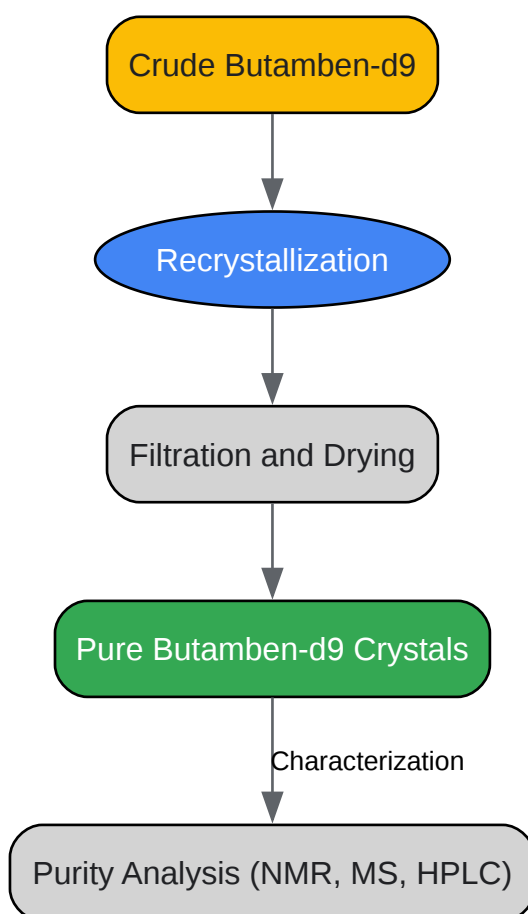 Crude Butamben-d9
Recrystallization
Filtration and Drying
Pure Butamben-d9 Crystals
Characterization
Purity Analysis (NMR, MS, HPLC)